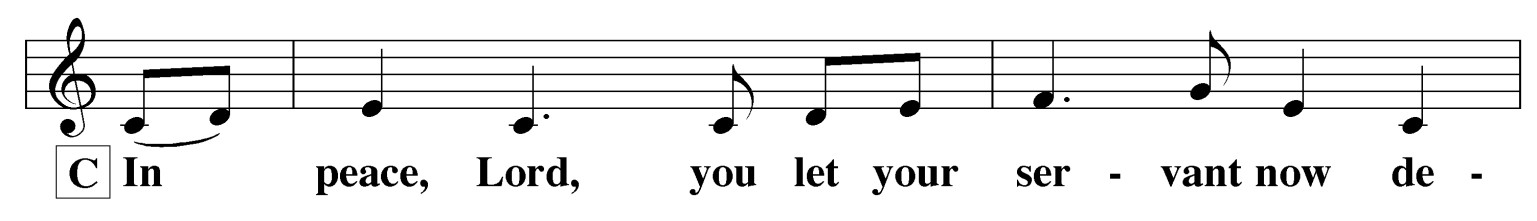 C In peace, Lord, you let your ser - vant now de -